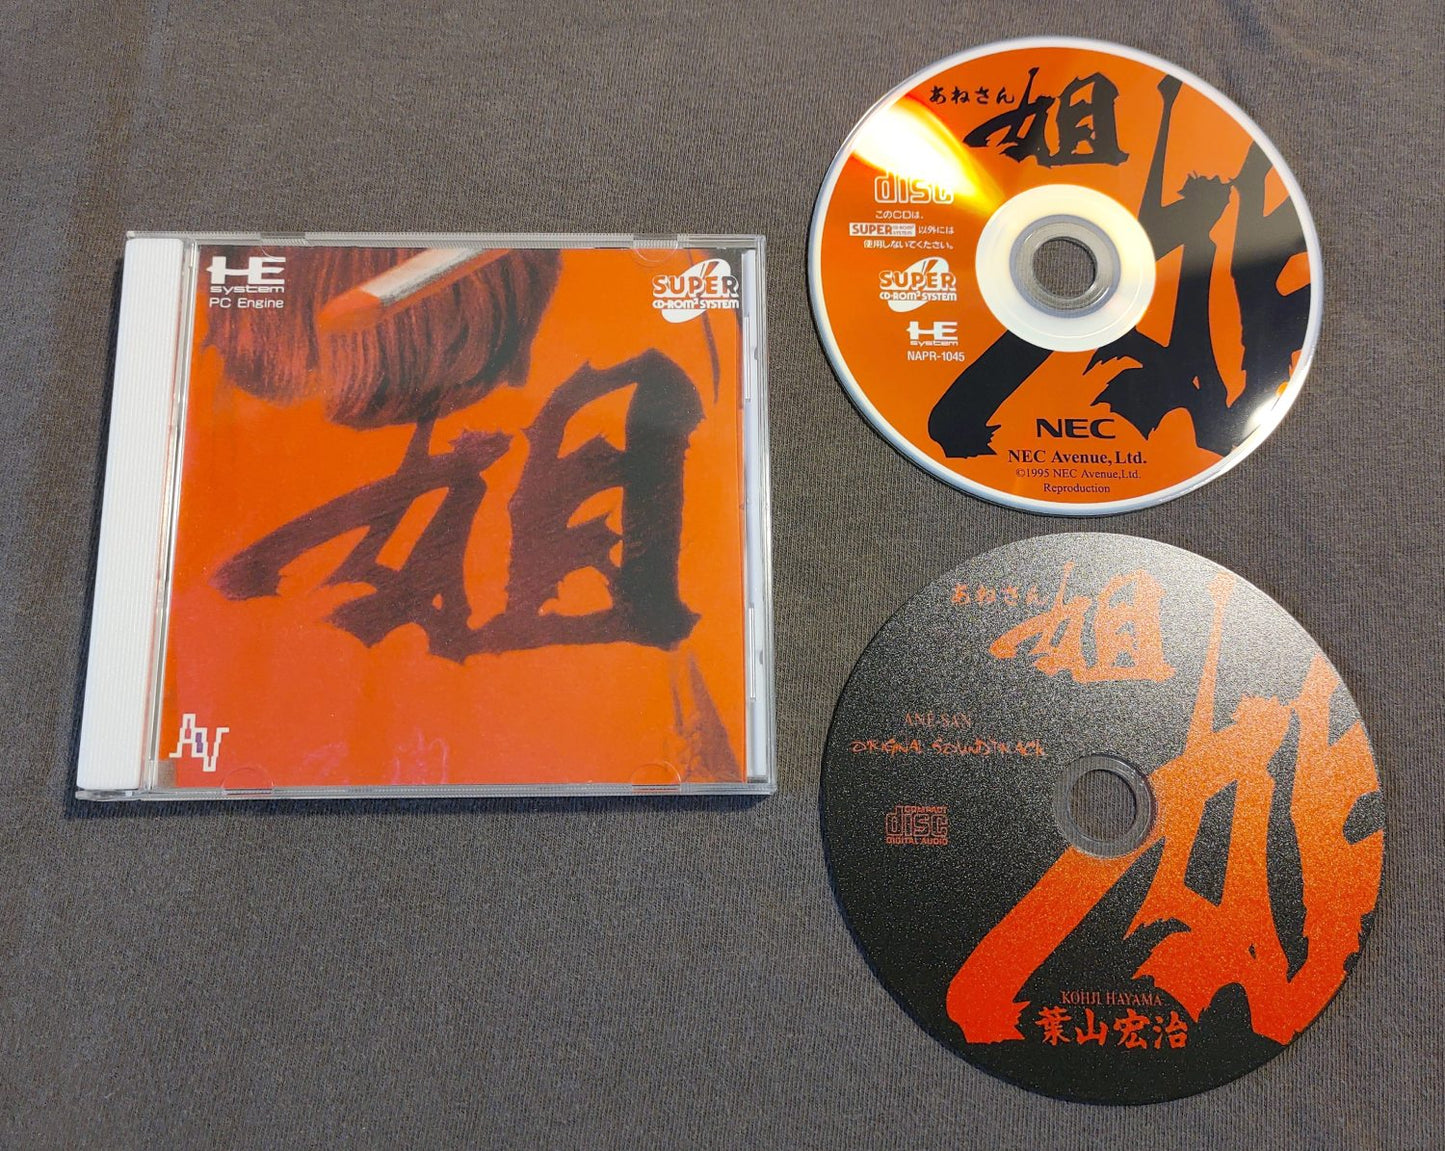 HE
system
PC Engine
SUPER
CD-ROM² SYSTEM
姐
AV
あねさん
姐
disc
このCDは、
SUPER CD-ROM² SYSTEM 以外には
使用しないでください。
SUPER
CD-ROM² SYSTEM
HE
system
NAPR-1045
NEC
NEC Avenue, Ltd.
©1995 NEC Avenue,Ltd.
Reproduction
あねさん
姐
ANE-SAN
ORIGINAL SOUNDTRACK
COMPACT
disc
DIGITAL AUDIO
KOHJI HAYAMA
葉山宏治